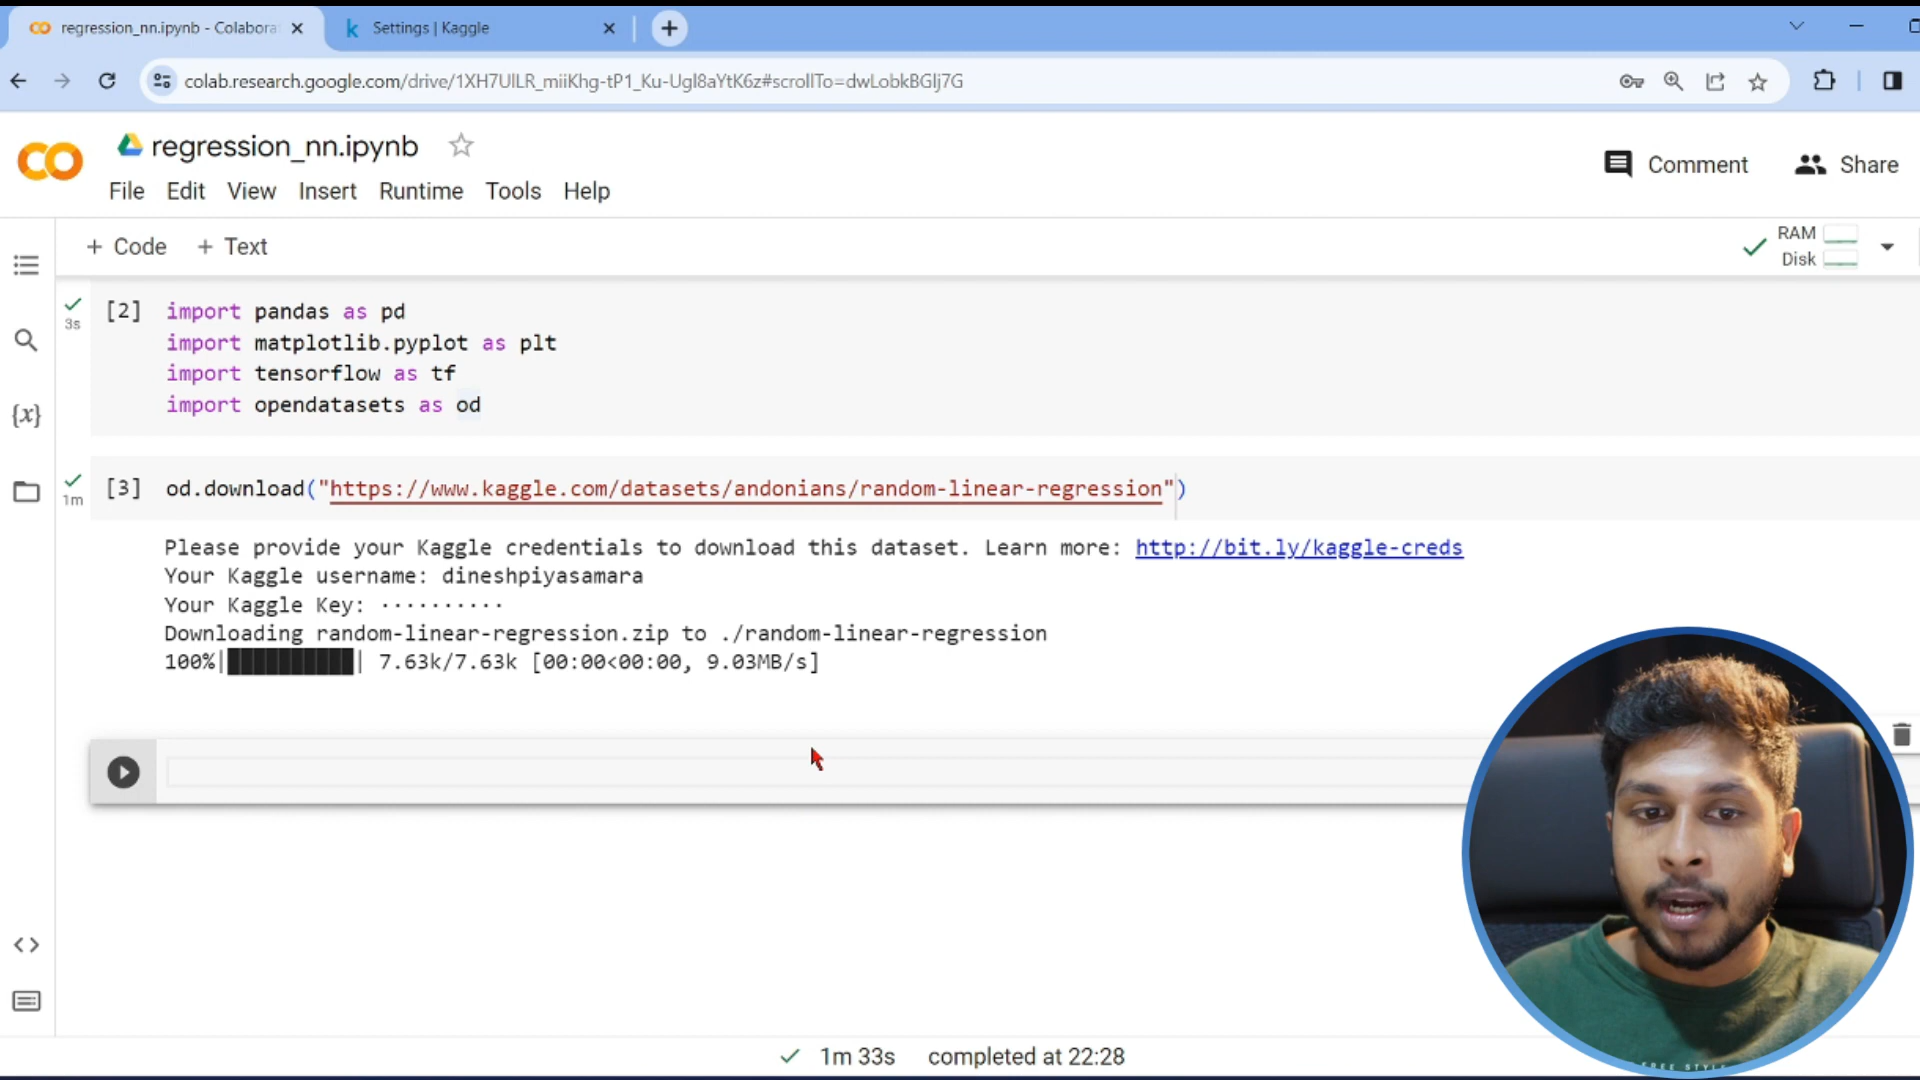 regression_nn.ipynb - Colabora
Settings | Kaggle
colab.research.google.com/drive/1XH7UlLR_miiKhg-tP1_Ku-Ugl8aYtK6z#scrollTo=dwLobkBGlj7G
regression_nn.ipynb
Comment
Share
File Edit View Insert Runtime Tools Help
+ Code + Text
RAM
Disk
3s
[2] import pandas as pd
import matplotlib.pyplot as plt
import tensorflow as tf
import opendatasets as od
1m
[3] od.download("https://www.kaggle.com/datasets/andonians/random-linear-regression")
Please provide your Kaggle credentials to download this dataset. Learn more: http://bit.ly/kaggle-creds
Your Kaggle username: dineshpiyasamara
Your Kaggle Key: ··········
Downloading random-linear-regression.zip to ./random-linear-regression
100%|██████████| 7.63k/7.63k [00:00<00:00, 9.03MB/s]
{x}
1m 33s completed at 22:28